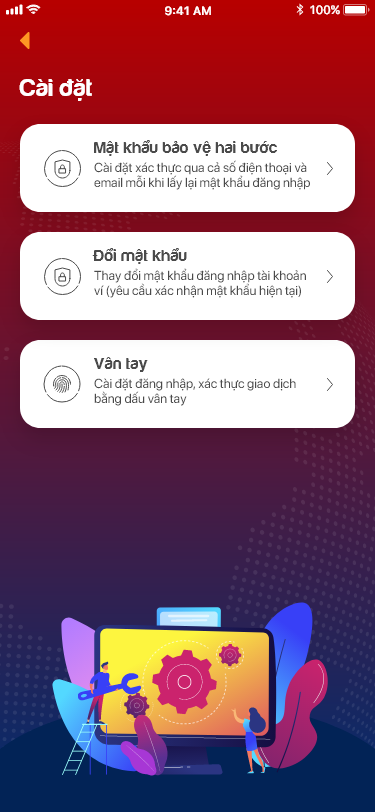 9:41 AM
100%
Cài đặt
Mật khẩu bảo vệ hai bước
Cài đặt xác thực qua cả số điện thoại và
email mỗi khi lấy lại mật khẩu đăng nhập
Đổi mật khẩu
Thay đổi mật khẩu đăng nhập tài khoản
ví (yêu cầu xác nhận mật khẩu hiện tại)
Vân tay
Cài đặt đăng nhập, xác thực giao dịch
bằng dấu vân tay